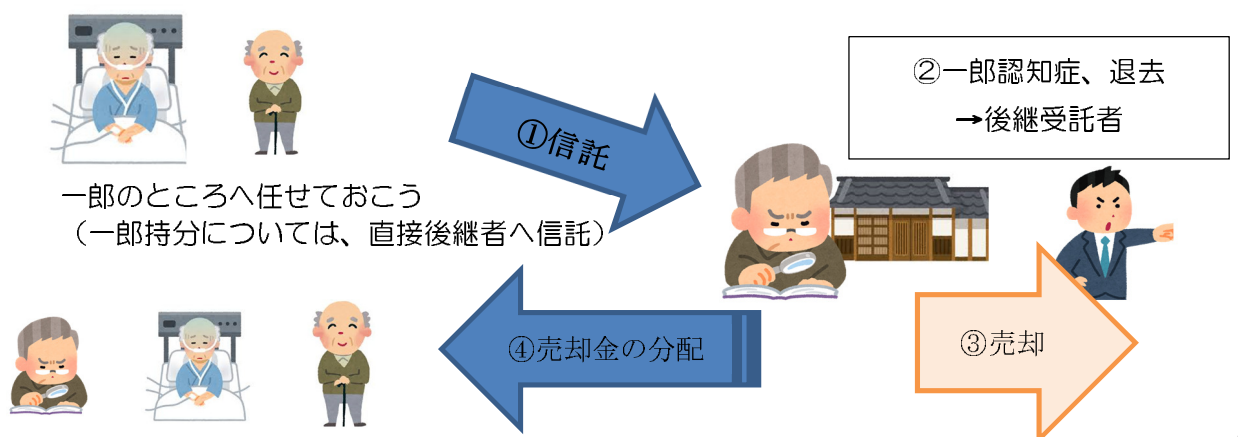 ①信託
②一郎認知症、退去
→後継受託者
一郎のところへ任せておこう
（一郎持分については、直接後継者へ信託）
③売却
④売却金の分配